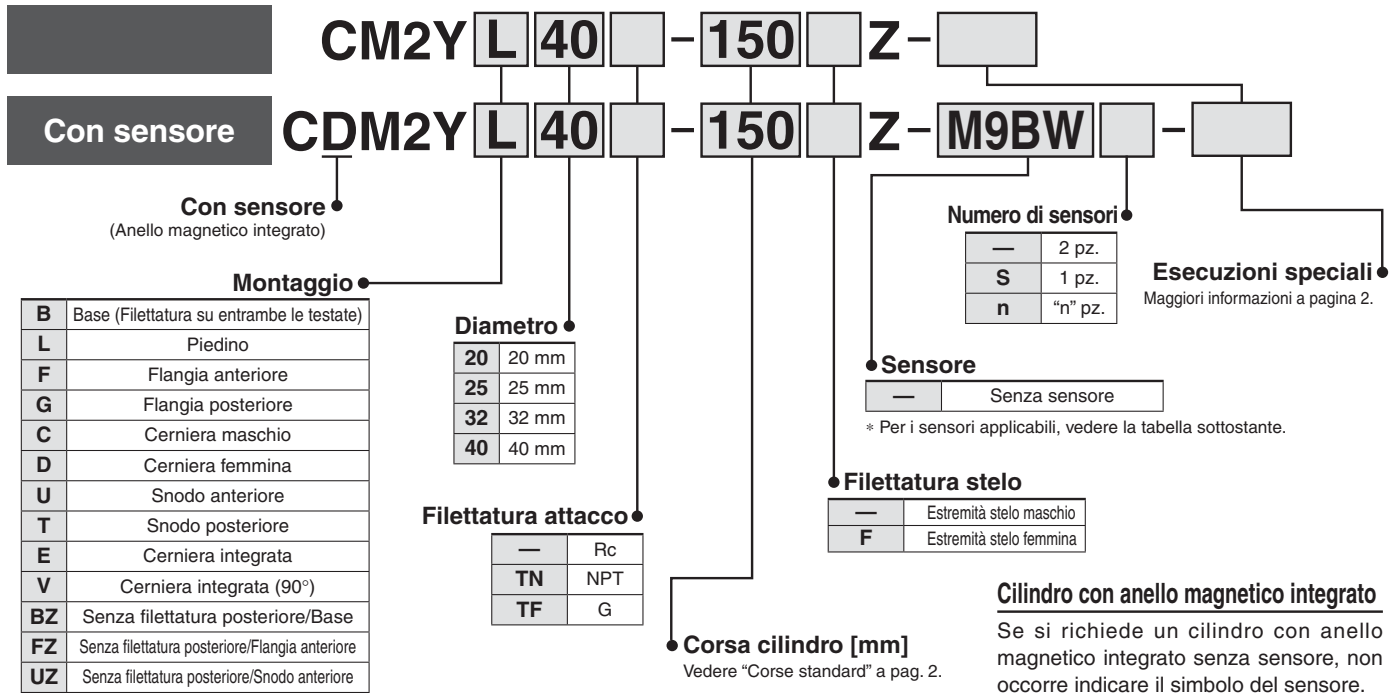 CM2Y L 40 - 150 Z -
Con sensore CDM2Y L 40 - 150 Z - M9BW -
Con sensore
(Anello magnetico integrato)
Montaggio
B Base (Filettatura su entrambe le testate)
L Piedino
F Flangia anteriore
G Flangia posteriore
C Cerniera maschio
D Cerniera femmina
U Snodo anteriore
T Snodo posteriore
E Cerniera integrata
V Cerniera integrata (90°)
BZ Senza filettatura posteriore/Base
FZ Senza filettatura posteriore/Flangia anteriore
UZ Senza filettatura posteriore/Snodo anteriore
Diametro
20 20 mm
25 25 mm
32 32 mm
40 40 mm
Filettatura attacco
— Rc
TN NPT
TF G
Corsa cilindro [mm]
Vedere “Corse standard” a pag. 2.
Numero di sensori
— 2 pz.
S 1 pz.
n “n” pz.
Esecuzioni speciali
Maggiori informazioni a pagina 2.
Sensore
— Senza sensore
* Per i sensori applicabili, vedere la tabella sottostante.
Filettatura stelo
— Estremità stelo maschio
F Estremità stelo femmina
Cilindro con anello magnetico integrato
Se si richiede un cilindro con anello
magnetico integrato senza sensore, non
occorre indicare il simbolo del sensore.